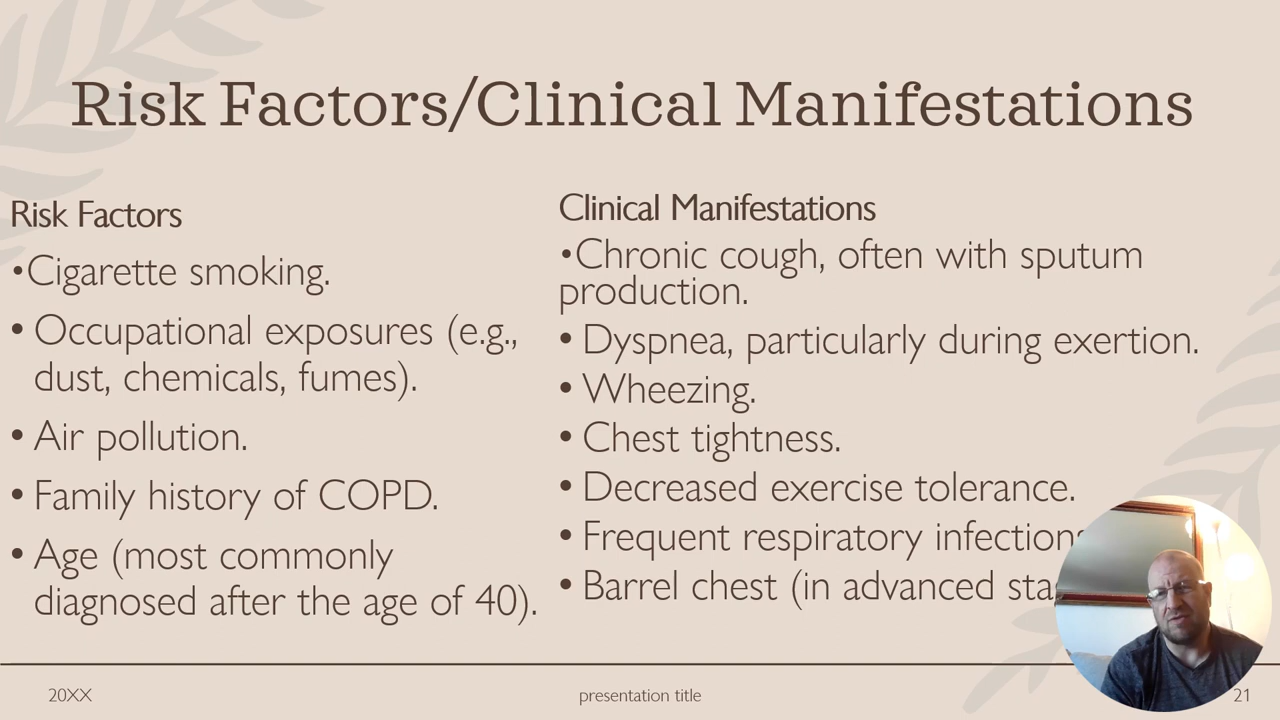 Risk Factors/Clinical Manifestations
Risk Factors
•Cigarette smoking.
• Occupational exposures (e.g.,
dust, chemicals, fumes).
• Air pollution.
• Family history of COPD.
• Age (most commonly
diagnosed after the age of 40).
Clinical Manifestations
•Chronic cough, often with sputum
production.
• Dyspnea, particularly during exertion.
• Wheezing.
• Chest tightness.
• Decreased exercise tolerance.
• Frequent respiratory infections
• Barrel chest (in advanced
20XX
presentation title
21